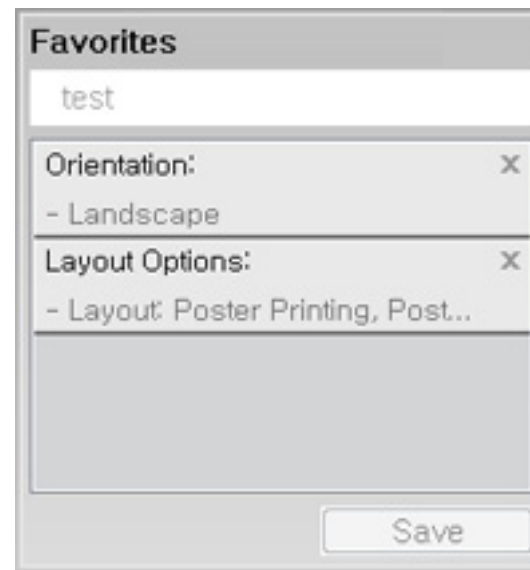 Favorites
test
Orientation:
- Landscape
Layout Options:
- Layout: Poster Printing, Post...
Save